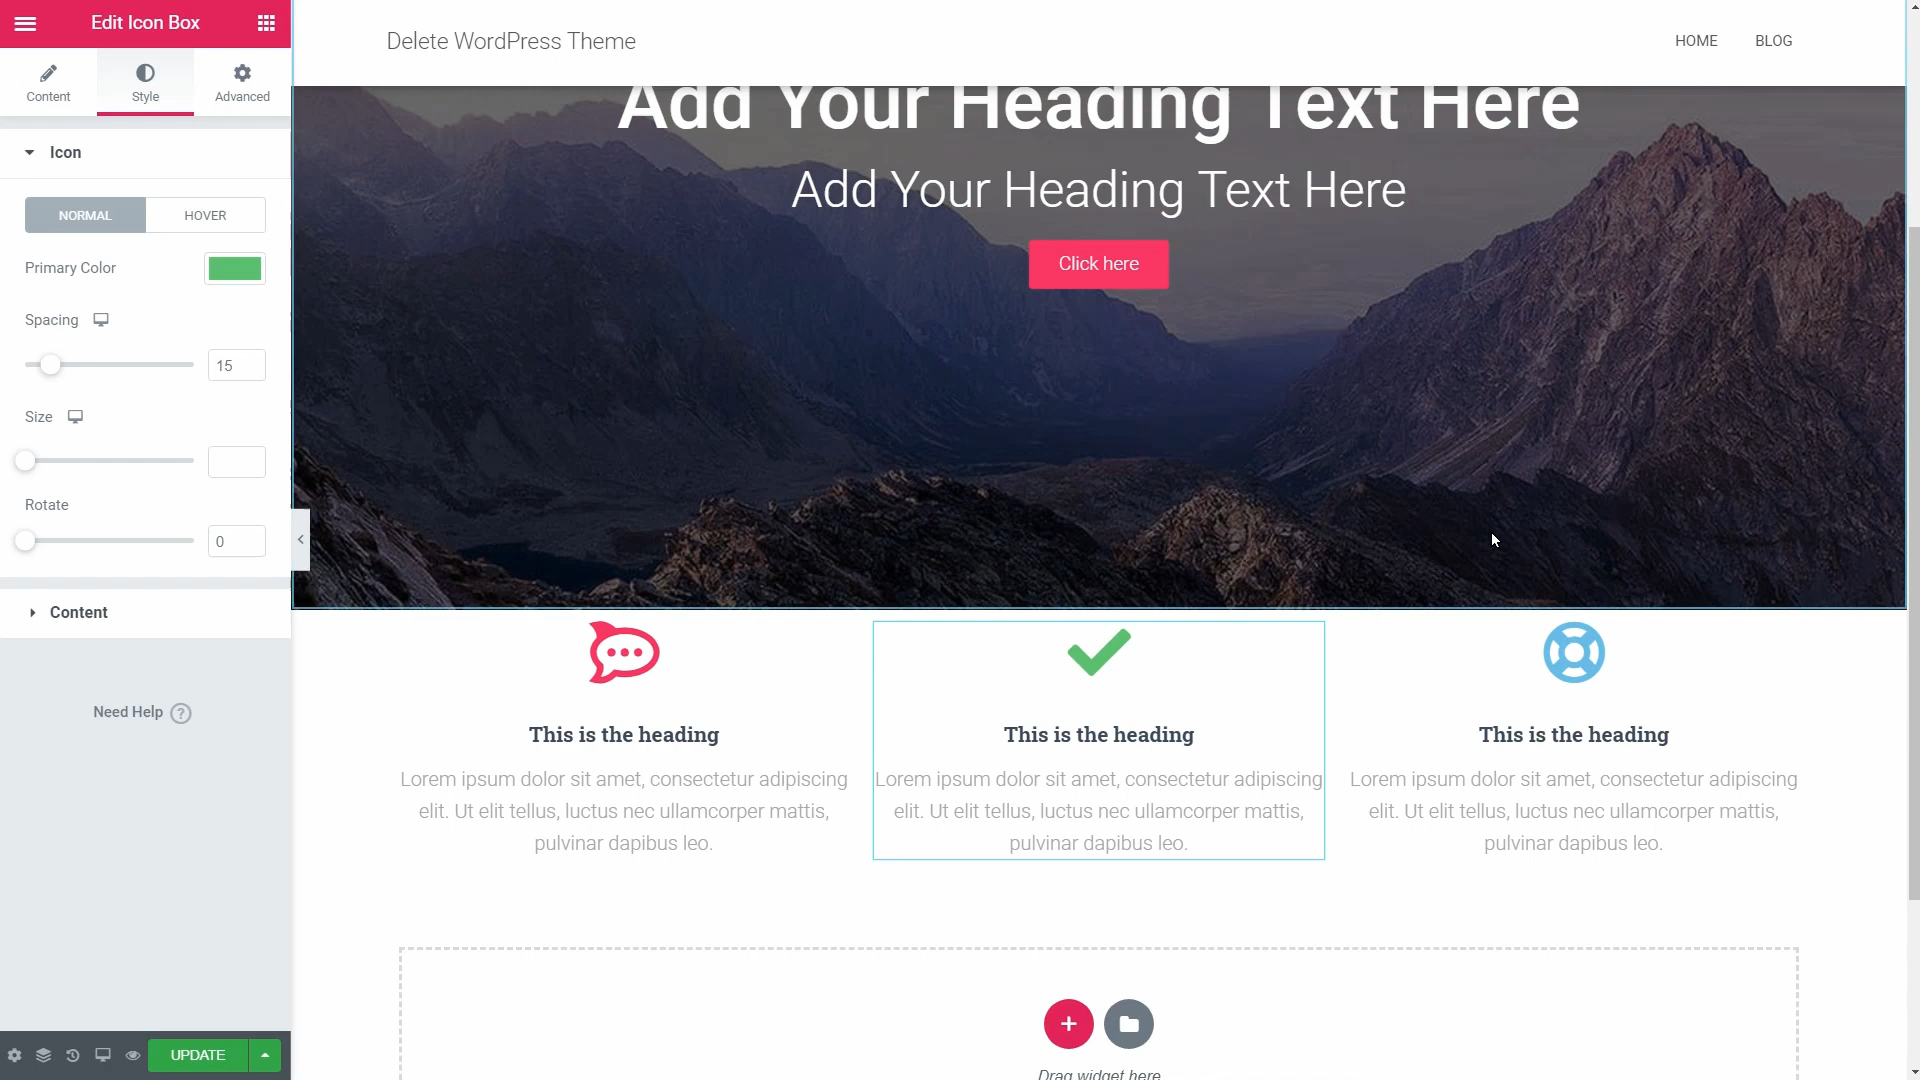 Edit Icon Box
Content
Style
Advanced
Icon
NORMAL
HOVER
Primary Color
Spacing
15
Size
Rotate
0
Content
Need Help ?
UPDATE
Delete WordPress Theme
HOME
BLOG
Add Your Heading Text Here
Add Your Heading Text Here
Click here
This is the heading
Lorem ipsum dolor sit amet, consectetur adipiscing
elit. Ut elit tellus, luctus nec ullamcorper mattis,
pulvinar dapibus leo.
This is the heading
Lorem ipsum dolor sit amet, consectetur adipiscing
elit. Ut elit tellus, luctus nec ullamcorper mattis,
pulvinar dapibus leo.
This is the heading
Lorem ipsum dolor sit amet, consectetur adipiscing
elit. Ut elit tellus, luctus nec ullamcorper mattis,
pulvinar dapibus leo.
Drag widget here